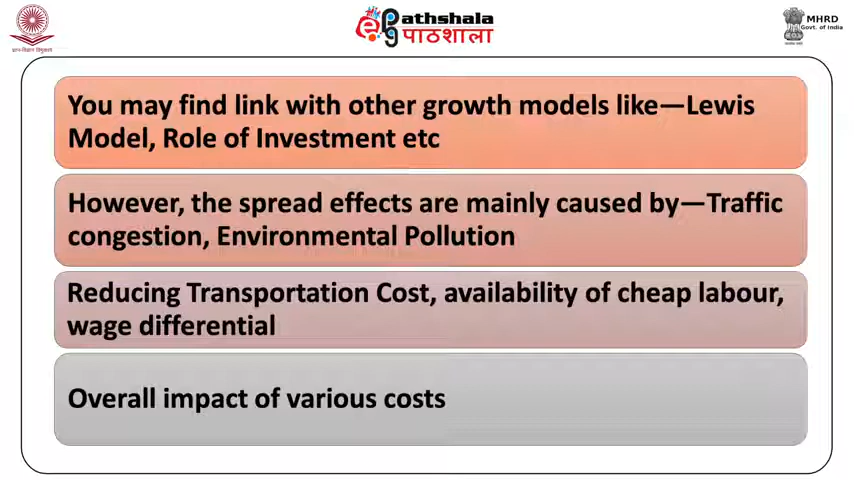 ePg Pathshala
पाठशाला
MHRD
Govt. of India
ज्ञान-विज्ञान विमुक्तये
You may find link with other growth models like—Lewis
Model, Role of Investment etc
However, the spread effects are mainly caused by—Traffic
congestion, Environmental Pollution
Reducing Transportation Cost, availability of cheap labour,
wage differential
Overall impact of various costs